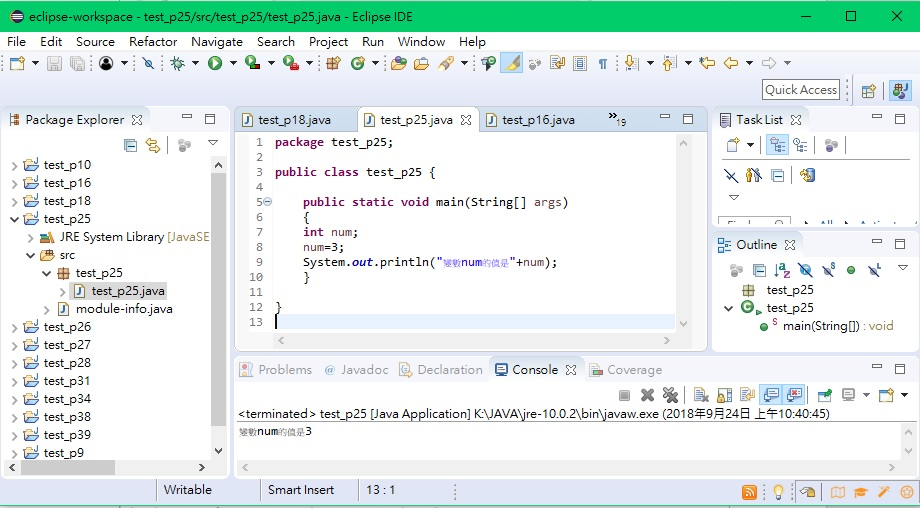 eclipse-workspace - test_p25/src/test_p25/test_p25.java - Eclipse IDE
File Edit Source Refactor Navigate Search Project Run Window Help
Quick Access
Package Explorer
test_p10
test_p16
test_p18
test_p25
JRE System Library [JavaSE
src
test_p25
test_p25.java
module-info.java
test_p26
test_p27
test_p28
test_p31
test_p34
test_p38
test_p39
test_p9
test_p18.java test_p25.java test_p16.java »19
1 package test_p25;
2
3 public class test_p25 {
4
5 public static void main(String[] args)
6 {
7 int num;
8 num=3;
9 System.out.println("變數num的值是"+num);
10 }
11
12 }
13
Task List
Outline
test_p25
test_p25
S main(String[]) : void
Problems @ Javadoc Declaration Console Coverage
<terminated> test_p25 [Java Application] K:\JAVA\jre-10.0.2\bin\javaw.exe (2018年9月24日 上午10:40:45)
變數num的值是3
Writable Smart Insert 13 : 1